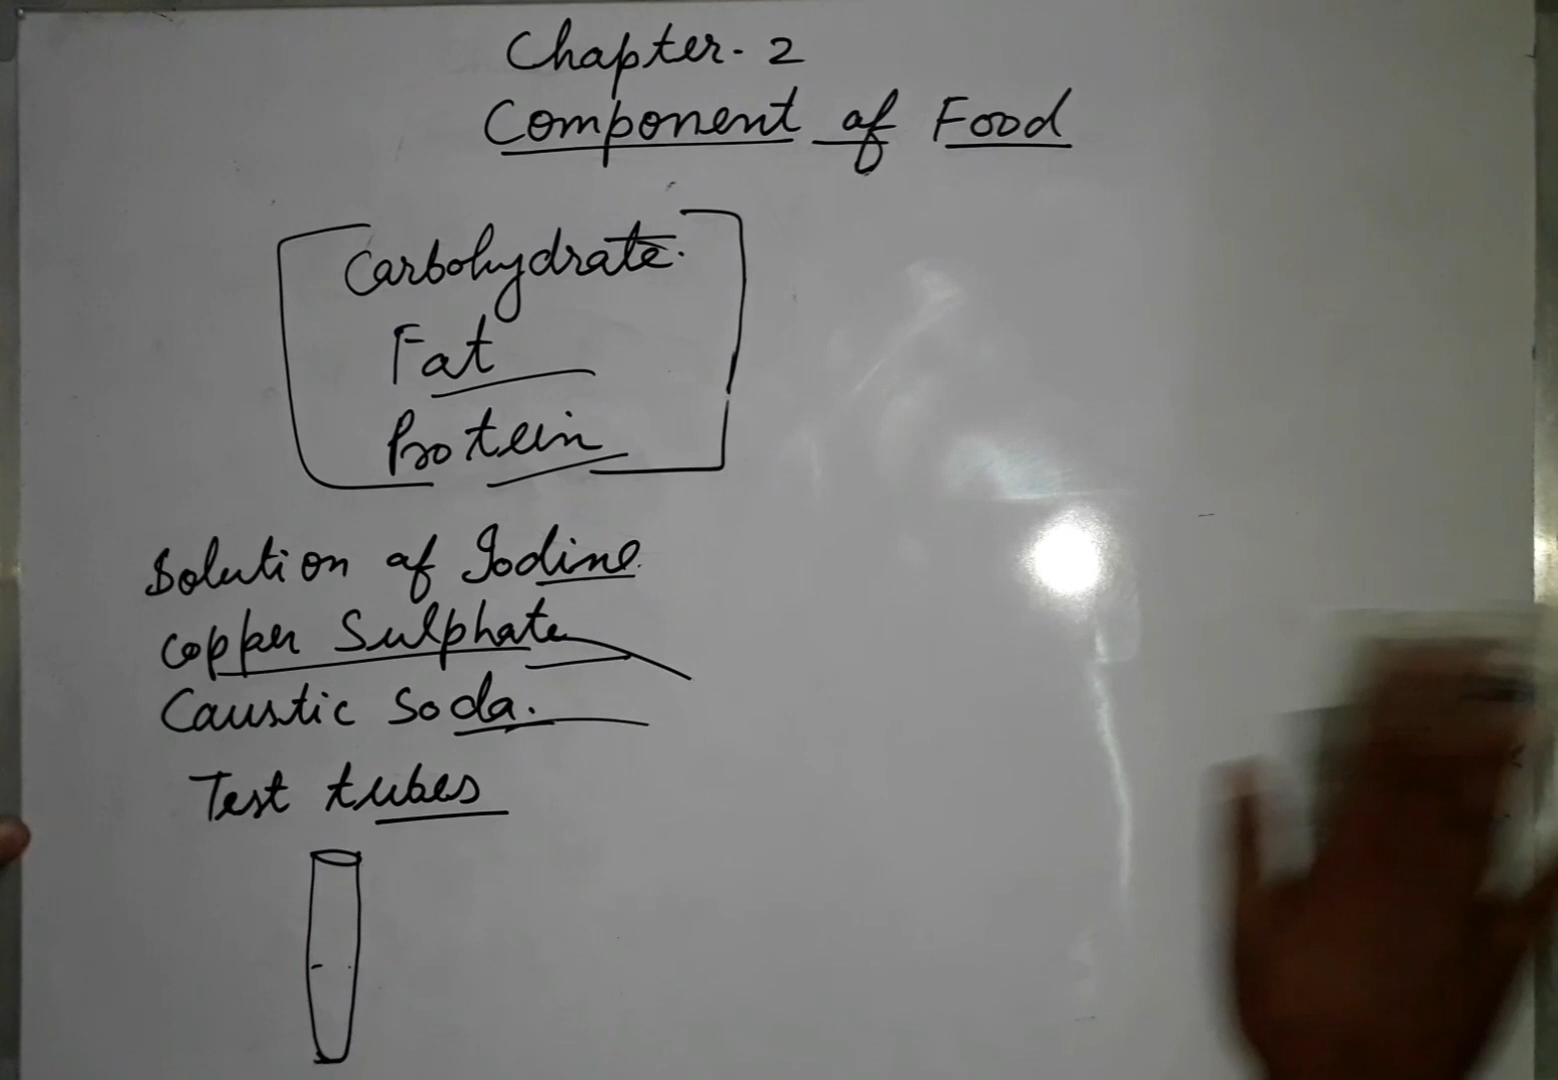 Chapter - 2
Component of Food
Carbohydrate.
Fat
Protein
Solution of Iodine.
Copper Sulphate
Caustic Soda.
Test tubes